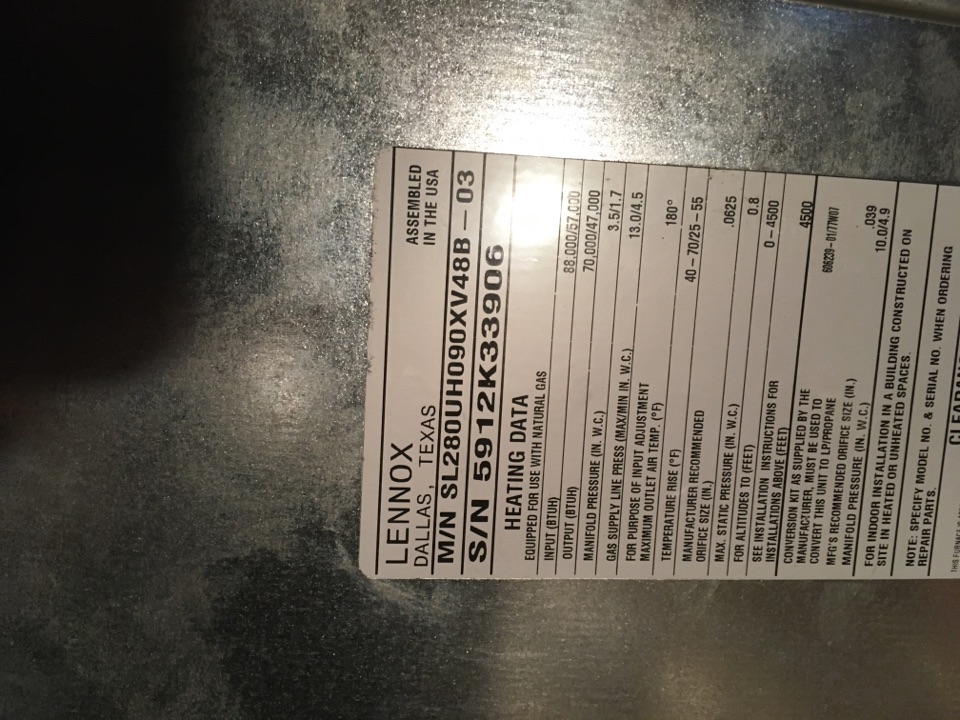 LENNOX
DALLAS, TEXAS
ASSEMBLED
IN THE USA
M/N SL280UH090XV48B – 03
S/N 5912K33906
HEATING DATA
EQUIPPED FOR USE WITH NATURAL GAS
INPUT (BTUH) 88,000/57,000
OUTPUT (BTUH) 70,000/47,000
MANIFOLD PRESSURE (IN. W.C.) 3.5/1.7
GAS SUPPLY LINE PRESS (MAX/MIN IN. W.C.) 13.0/4.5
FOR PURPOSE OF INPUT ADJUSTMENT
MAXIMUM OUTLET AIR TEMP. (°F) 180°
TEMPERATURE RISE (°F) 40 – 70/25 – 55
MANUFACTURER RECOMMENDED
ORIFICE SIZE (IN.) .0625
MAX. STATIC PRESSURE (IN. W.C.) 0.8
FOR ALTITUDES TO (FEET) 0 – 4500
SEE INSTALLATION INSTRUCTIONS FOR
INSTALLATIONS ABOVE (FEET) 4500
CONVERSION KIT AS SUPPLIED BY THE
MANUFACTURER, MUST BE USED TO
CONVERT THIS UNIT TO LP/PROPANE 606239–01/77W07
MFG'S RECOMMENDED ORIFICE SIZE (IN.) .039
MANIFOLD PRESSURE (IN. W.C.) 10.0/4.9
FOR INDOOR INSTALLATION IN A BUILDING CONSTRUCTED ON
SITE IN HEATED OR UNHEATED SPACES.
NOTE: SPECIFY MODEL NO. & SERIAL NO. WHEN ORDERING
REPAIR PARTS.